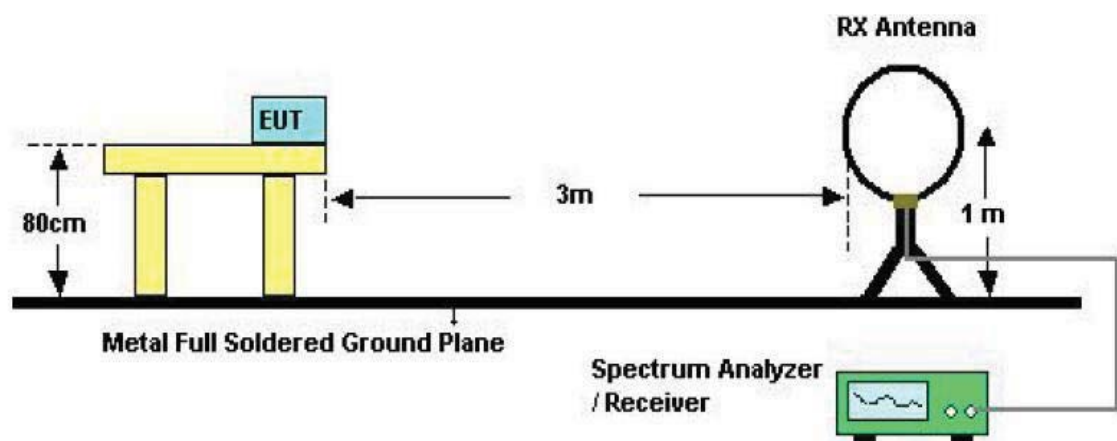 RX Antenna
EUT
3m
80cm
1 m
Metal Full Soldered Ground Plane
Spectrum Analyzer
/ Receiver